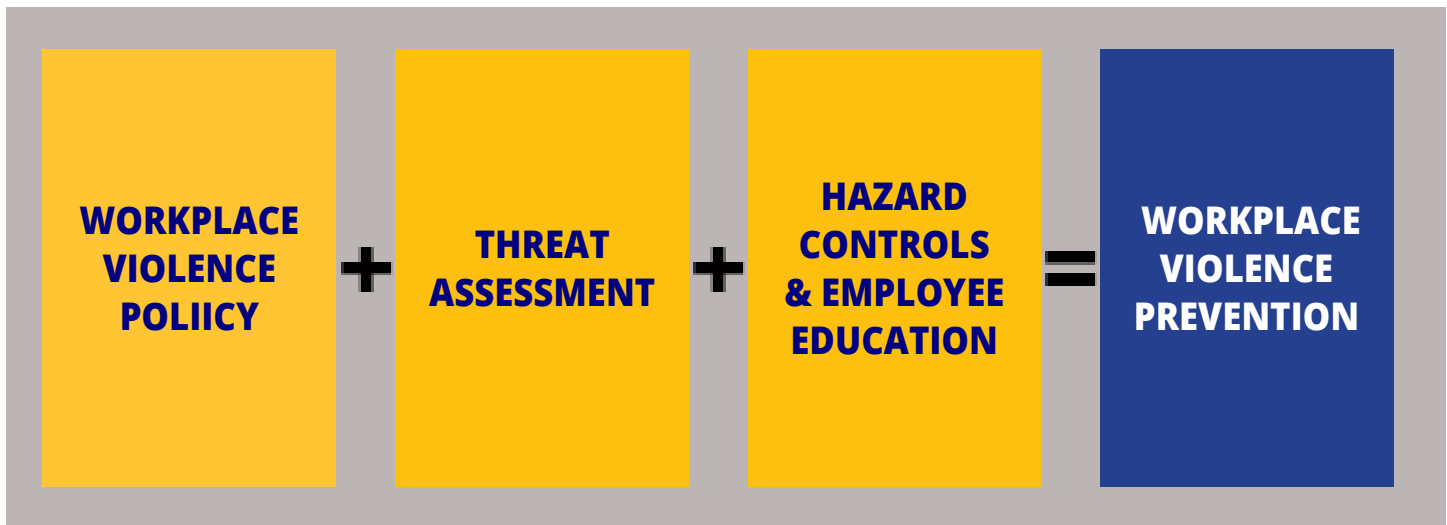 WORKPLACE
VIOLENCE
POLIICY
+
THREAT
ASSESSMENT
+
HAZARD
CONTROLS
& EMPLOYEE
EDUCATION
=
WORKPLACE
VIOLENCE
PREVENTION